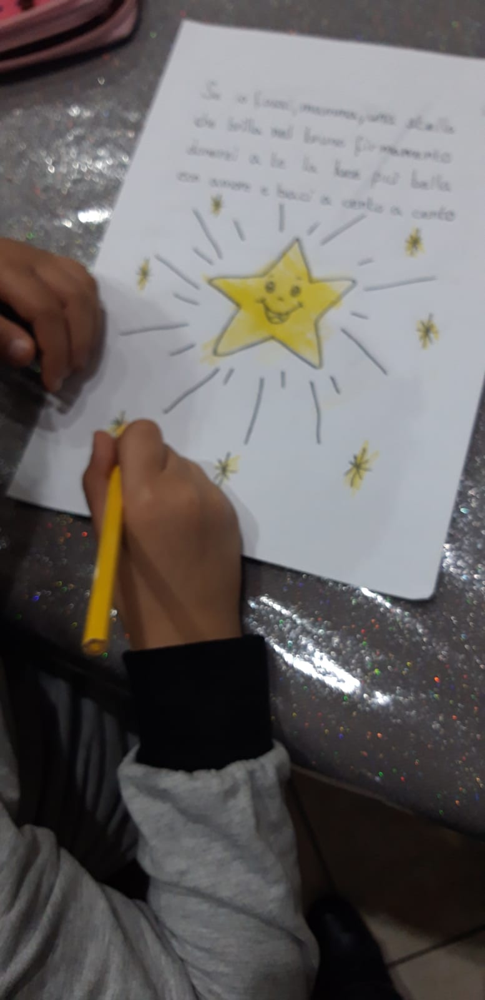 Se io fossi, mamma, una stella
che brilla nel bruno firmamento
donerei a te la luce più bella
con amore e baci a cento a cento